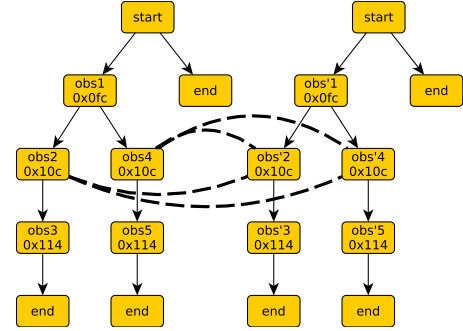 start
start
obs1
0x0fc
end
obs'1
0x0fc
end
obs2
0x10c
obs4
0x10c
obs'2
0x10c
obs'4
0x10c
obs3
0x114
obs5
0x114
obs'3
0x114
obs'5
0x114
end
end
end
end